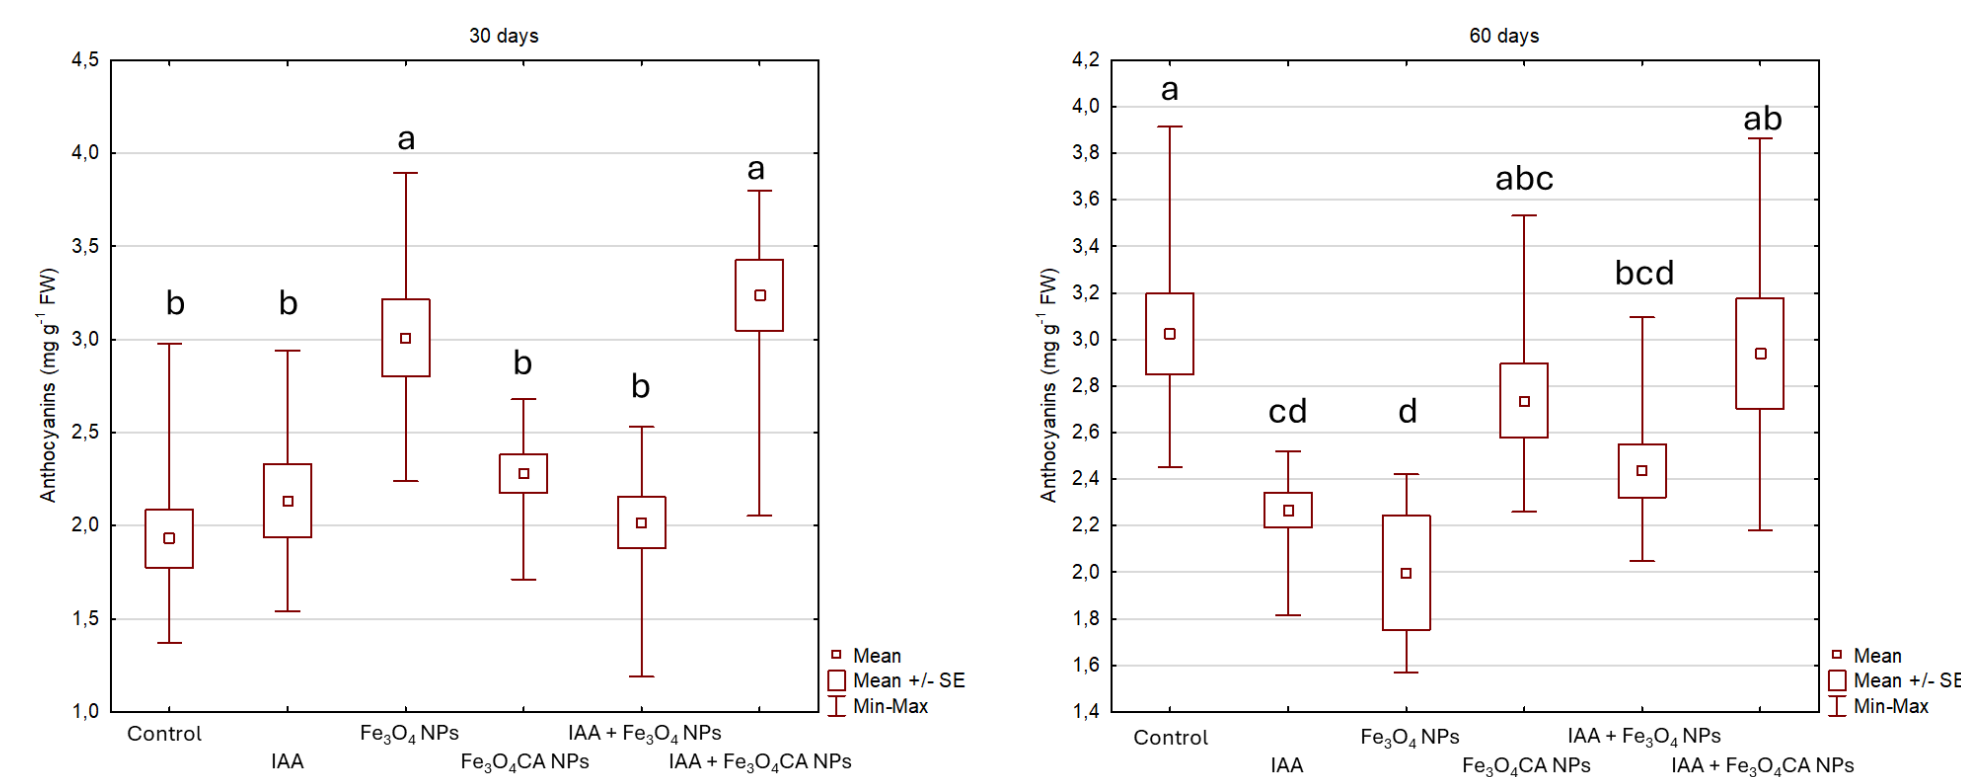 30 days
4,5
4,0
3,5
3,0
2,5
2,0
1,5
1,0
Anthocyanins (mg g⁻¹ FW)
b
b
a
b
b
a
Mean
Mean +/- SE
Min-Max
Control
IAA
Fe₃O₄ NPs
Fe₃O₄CA NPs
IAA + Fe₃O₄ NPs
IAA + Fe₃O₄CA NPs
60 days
4,2
4,0
3,8
3,6
3,4
3,2
3,0
2,8
2,6
2,4
2,2
2,0
1,8
1,6
1,4
Anthocyanins (mg g⁻¹ FW)
a
cd
d
abc
bcd
ab
Mean
Mean +/- SE
Min-Max
Control
IAA
Fe₃O₄ NPs
Fe₃O₄CA NPs
IAA + Fe₃O₄ NPs
IAA + Fe₃O₄CA NPs